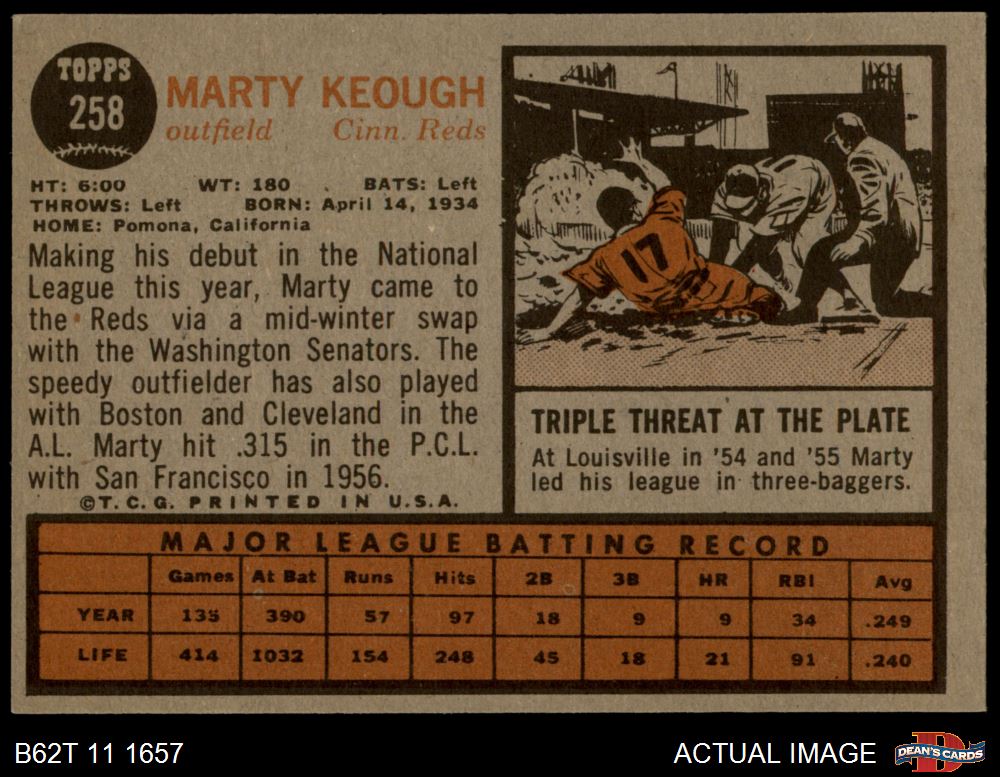 TOPPS
258
MARTY KEOUGH
outfield Cinn. Reds
HT: 6:00 WT: 180 BATS: Left
THROWS: Left BORN: April 14, 1934
HOME: Pomona, California
Making his debut in the National
League this year, Marty came to
the Reds via a mid-winter swap
with the Washington Senators. The
speedy outfielder has also played
with Boston and Cleveland in the
A.L. Marty hit .315 in the P.C.L.
with San Francisco in 1956.
©T.C.G. PRINTED IN U.S.A.
17
TRIPLE THREAT AT THE PLATE
At Louisville in '54 and '55 Marty
led his league in three-baggers.
MAJOR LEAGUE BATTING RECORD
Games At Bat Runs Hits 2B 3B HR RBI Avg
YEAR 135 390 57 97 18 9 9 34 .249
LIFE 414 1032 154 248 45 18 21 91 .240
B62T 11 1657
ACTUAL IMAGE
D
DEAN'S CARDS